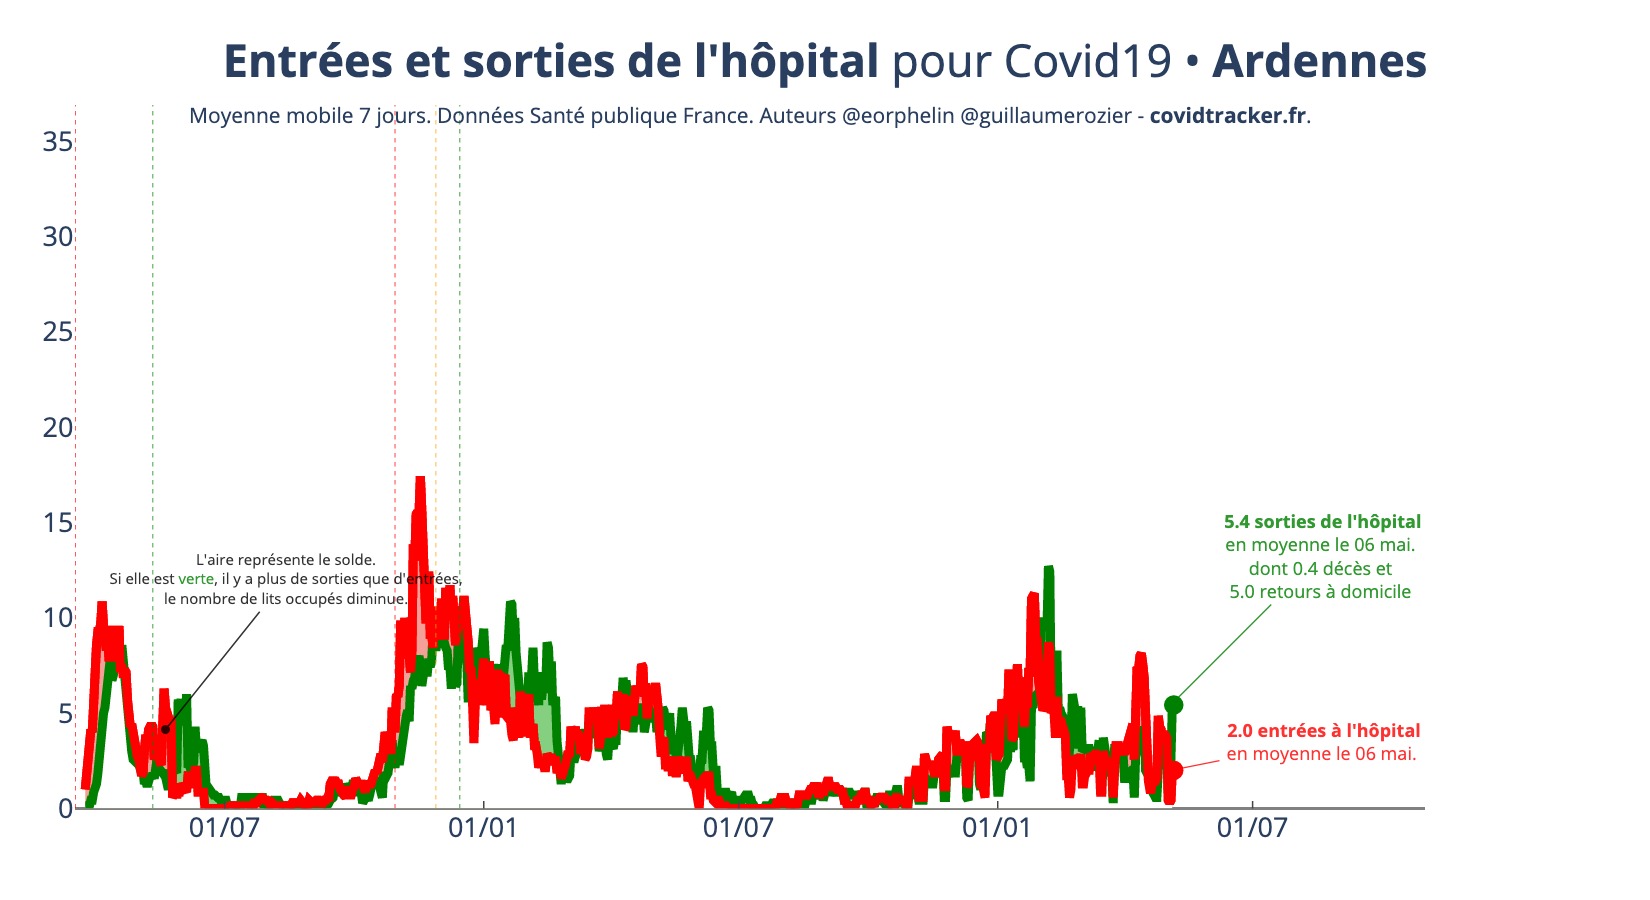 Entrées et sorties de l'hôpital pour Covid19 • Ardennes
Moyenne mobile 7 jours. Données Santé publique France. Auteurs @eorphelin @guillaumerozier - covidtracker.fr.
35
30
25
20
15
10
5
0
L'aire représente le solde.
Si elle est verte, il y a plus de sorties que d'entrées,
le nombre de lits occupés diminue.
5.4 sorties de l'hôpital
en moyenne le 06 mai.
dont 0.4 décès et
5.0 retours à domicile
2.0 entrées à l'hôpital
en moyenne le 06 mai.
01/07
01/01
01/07
01/01
01/07